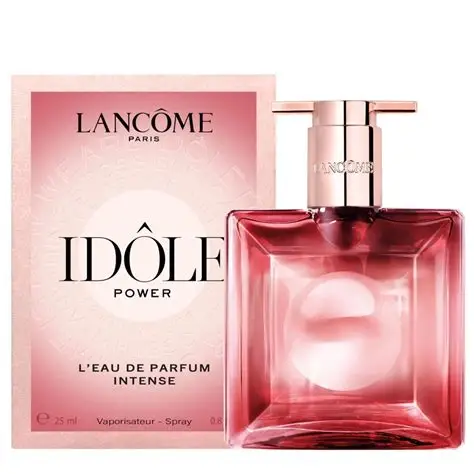 LANCÔME
PARIS
IDÔLE
POWER
L'EAU DE PARFUM
INTENSE
e 25 ml Vaporisateur - Spray
LANCÔME